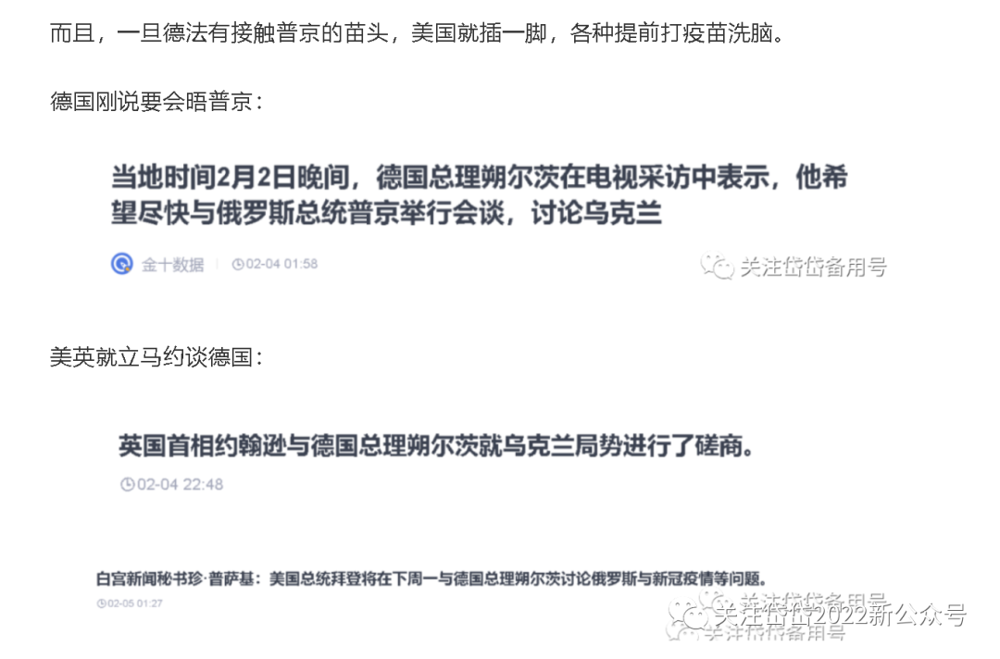 而且，一旦德法有接触普京的苗头，美国就插一脚，各种提前打疫苗洗脑。
德国刚说要会晤普京：
当地时间2月2日晚间，德国总理朔尔茨在电视采访中表示，他希
望尽快与俄罗斯总统普京举行会谈，讨论乌克兰
金十数据 02-04 01:58
关注岱岱备用号
美英就立马约谈德国：
英国首相约翰逊与德国总理朔尔茨就乌克兰局势进行了磋商。
02-04 22:48
白宫新闻秘书珍·普萨基：美国总统拜登将在下周一与德国总理朔尔茨讨论俄罗斯与新冠疫情等问题。
02-05 01:27
关注岱岱备用号
关注岱岱2022新公众号
关注岱岱备用号